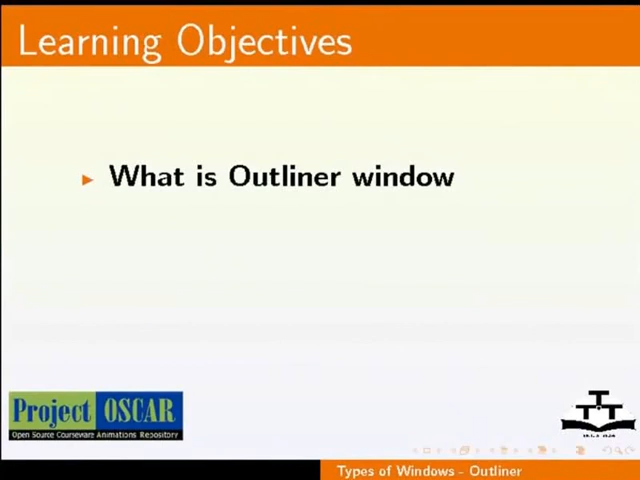 Learning Objectives
What is Outliner window
Project OSCAR
Open Source Courseware Animations Repository
Types of Windows - Outliner